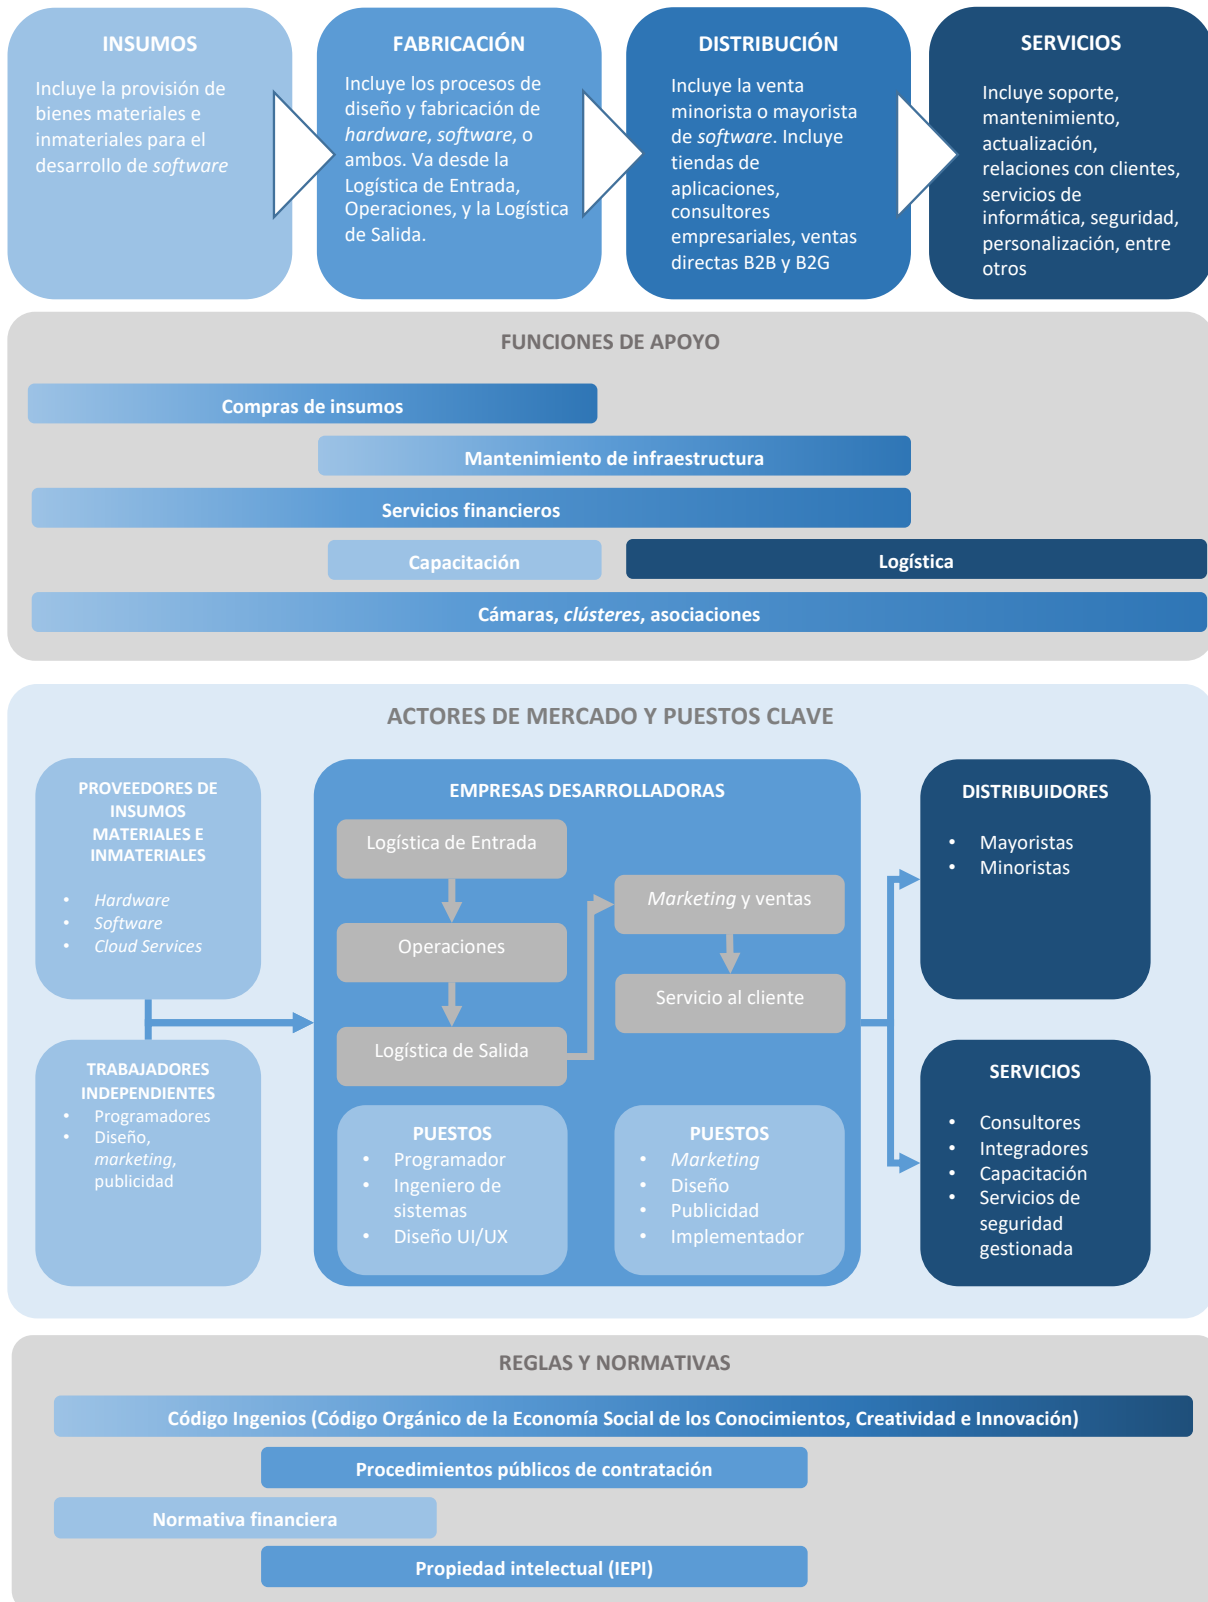 INSUMOS
Incluye la provisión de
bienes materiales e
inmateriales para el
desarrollo de software
FABRICACIÓN
Incluye los procesos de
diseño y fabricación de
hardware, software, o
ambos. Va desde la
Logística de Entrada,
Operaciones, y la Logística
de Salida.
DISTRIBUCIÓN
Incluye la venta
minorista o mayorista
de software. Incluye
tiendas de
aplicaciones,
consultores
empresariales, ventas
directas B2B y B2G
SERVICIOS
Incluye soporte,
mantenimiento,
actualización,
relaciones con clientes,
servicios de
informática, seguridad,
personalización, entre
otros
FUNCIONES DE APOYO
Compras de insumos
Mantenimiento de infraestructura
Servicios financieros
Capacitación
Logística
Cámaras, clústeres, asociaciones
ACTORES DE MERCADO Y PUESTOS CLAVE
PROVEEDORES DE
INSUMOS
MATERIALES E
INMATERIALES
• Hardware
• Software
• Cloud Services
TRABAJADORES
INDEPENDIENTES
• Programadores
• Diseño,
marketing,
publicidad
EMPRESAS DESARROLLADORAS
Logística de Entrada
Operaciones
Logística de Salida
Marketing y ventas
Servicio al cliente
PUESTOS
• Programador
• Ingeniero de
sistemas
• Diseño UI/UX
PUESTOS
• Marketing
• Diseño
• Publicidad
• Implementador
DISTRIBUIDORES
• Mayoristas
• Minoristas
SERVICIOS
• Consultores
• Integradores
• Capacitación
• Servicios de
seguridad
gestionada
REGLAS Y NORMATIVAS
Código Ingenios (Código Orgánico de la Economía Social de los Conocimientos, Creatividad e Innovación)
Procedimientos públicos de contratación
Normativa financiera
Propiedad intelectual (IEPI)